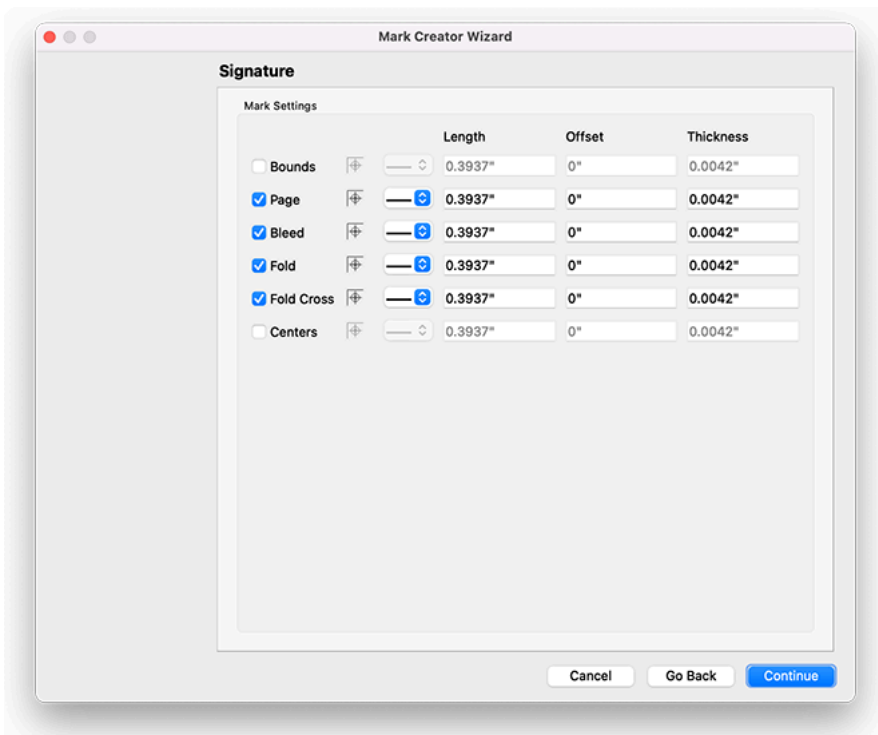 Mark Creator Wizard
Signature
Mark Settings
Length Offset Thickness
Bounds 0.3937" 0" 0.0042"
Page 0.3937" 0" 0.0042"
Bleed 0.3937" 0" 0.0042"
Fold 0.3937" 0" 0.0042"
Fold Cross 0.3937" 0" 0.0042"
Centers 0.3937" 0" 0.0042"
Cancel Go Back Continue